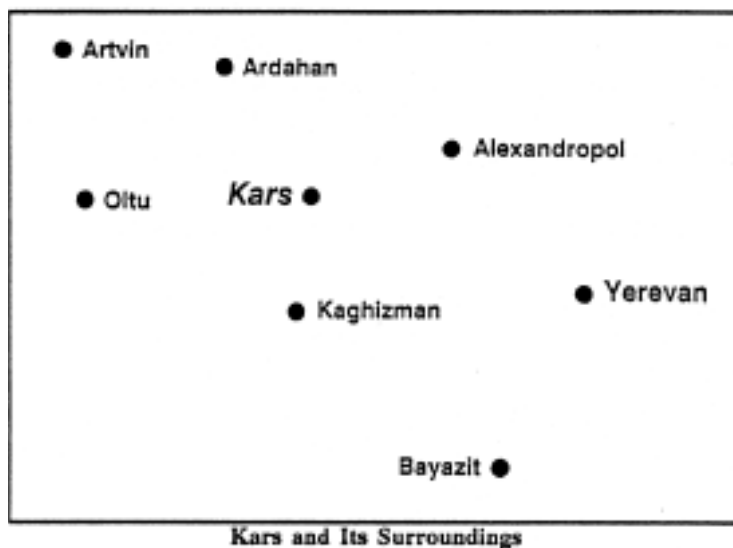 Artvin
Ardahan
Alexandropol
Kars
Oltu
Yerevan
Kaghizman
Bayazit
Kars and Its Surroundings